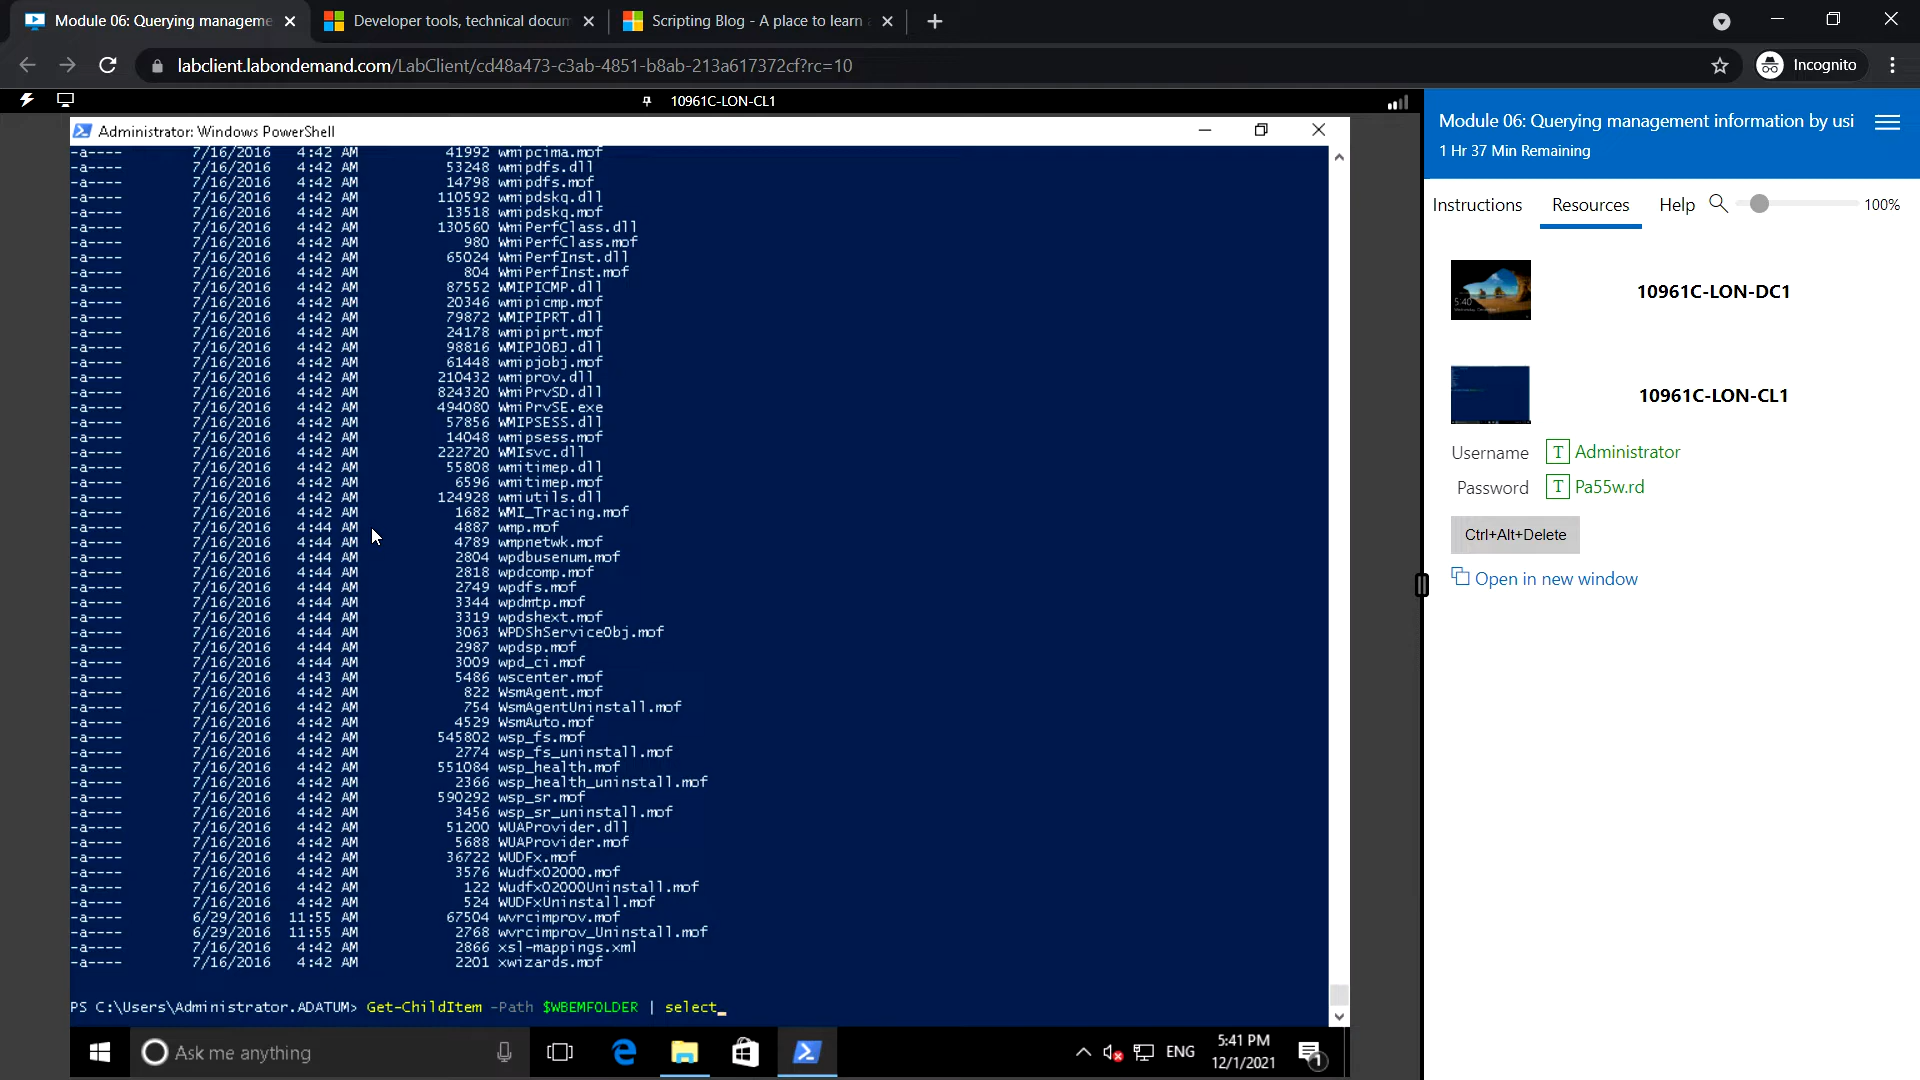 Module 06: Querying manageme
Developer tools, technical docum
Scripting Blog - A place to learn
labclient.labondemand.com/LabClient/cd48a473-c3ab-4851-b8ab-213a617372cf?rc=10
Incognito
10961C-LON-CL1
Administrator: Windows PowerShell
-a---- 7/16/2016 4:42 AM 41992 wmipcima.mof
-a---- 7/16/2016 4:42 AM 53248 wmipdfs.dll
-a---- 7/16/2016 4:42 AM 14798 wmipdfs.mof
-a---- 7/16/2016 4:42 AM 110592 wmipdskq.dll
-a---- 7/16/2016 4:42 AM 13518 wmipdskq.mof
-a---- 7/16/2016 4:42 AM 130560 WmiPerfClass.dll
-a---- 7/16/2016 4:42 AM 980 WmiPerfClass.mof
-a---- 7/16/2016 4:42 AM 65024 WmiPerfInst.dll
-a---- 7/16/2016 4:42 AM 804 WmiPerfInst.mof
-a---- 7/16/2016 4:42 AM 87552 WMIPICMP.dll
-a---- 7/16/2016 4:42 AM 20346 wmipicmp.mof
-a---- 7/16/2016 4:42 AM 79872 WMIPIPRT.dll
-a---- 7/16/2016 4:42 AM 24178 wmipiprt.mof
-a---- 7/16/2016 4:42 AM 98816 WMIPJOBJ.dll
-a---- 7/16/2016 4:42 AM 61448 wmipjobj.mof
-a---- 7/16/2016 4:42 AM 210432 wmiprov.dll
-a---- 7/16/2016 4:42 AM 824320 WmiPrvSD.dll
-a---- 7/16/2016 4:42 AM 494080 WmiPrvSE.exe
-a---- 7/16/2016 4:42 AM 57856 WMIPSESS.dll
-a---- 7/16/2016 4:42 AM 14048 wmipsess.mof
-a---- 7/16/2016 4:42 AM 222720 WMIsvc.dll
-a---- 7/16/2016 4:42 AM 55808 wmitimep.dll
-a---- 7/16/2016 4:42 AM 6596 wmitimep.mof
-a---- 7/16/2016 4:42 AM 124928 wmiutils.dll
-a---- 7/16/2016 4:42 AM 1682 WMI_Tracing.mof
-a---- 7/16/2016 4:44 AM 4887 wmp.mof
-a---- 7/16/2016 4:44 AM 4789 wmpnetwk.mof
-a---- 7/16/2016 4:44 AM 2804 wpdbusenum.mof
-a---- 7/16/2016 4:44 AM 2818 wpdcomp.mof
-a---- 7/16/2016 4:44 AM 2749 wpdfs.mof
-a---- 7/16/2016 4:44 AM 3344 wpdmtp.mof
-a---- 7/16/2016 4:44 AM 3319 wpdshext.mof
-a---- 7/16/2016 4:44 AM 3063 WPDShServiceObj.mof
-a---- 7/16/2016 4:44 AM 2987 wpdsp.mof
-a---- 7/16/2016 4:44 AM 3009 wpd_ci.mof
-a---- 7/16/2016 4:43 AM 5486 wscenter.mof
-a---- 7/16/2016 4:42 AM 822 WsmAgent.mof
-a---- 7/16/2016 4:42 AM 754 WsmAgentUninstall.mof
-a---- 7/16/2016 4:42 AM 4529 WsmAuto.mof
-a---- 7/16/2016 4:42 AM 545802 wsp_fs.mof
-a---- 7/16/2016 4:42 AM 2774 wsp_fs_uninstall.mof
-a---- 7/16/2016 4:42 AM 551084 wsp_health.mof
-a---- 7/16/2016 4:42 AM 2366 wsp_health_uninstall.mof
-a---- 7/16/2016 4:42 AM 590292 wsp_sr.mof
-a---- 7/16/2016 4:42 AM 3456 wsp_sr_uninstall.mof
-a---- 7/16/2016 4:42 AM 51200 WUAProvider.dll
-a---- 7/16/2016 4:42 AM 5688 WUAProvider.mof
-a---- 7/16/2016 4:42 AM 36722 WUDFx.mof
-a---- 7/16/2016 4:42 AM 3576 Wudfx02000.mof
-a---- 7/16/2016 4:42 AM 122 Wudfx02000Uninstall.mof
-a---- 7/16/2016 4:42 AM 524 WUDFxUninstall.mof
-a---- 6/29/2016 11:55 AM 67504 wvrcimprov.mof
-a---- 6/29/2016 11:55 AM 2768 wvrcimprov_Uninstall.mof
-a---- 7/16/2016 4:42 AM 2866 xsl-mappings.xml
-a---- 7/16/2016 4:42 AM 2201 xwizards.mof
PS C:\Users\Administrator.ADATUM> Get-ChildItem -Path $WBEMFOLDER | select_
Ask me anything
ENG
5:41 PM
12/1/2021
1
Module 06: Querying management information by usi
1 Hr 37 Min Remaining
Instructions
Resources
Help
100%
5:40
10961C-LON-DC1
10961C-LON-CL1
Username T Administrator
Password T Pa55w.rd
Ctrl+Alt+Delete
Open in new window